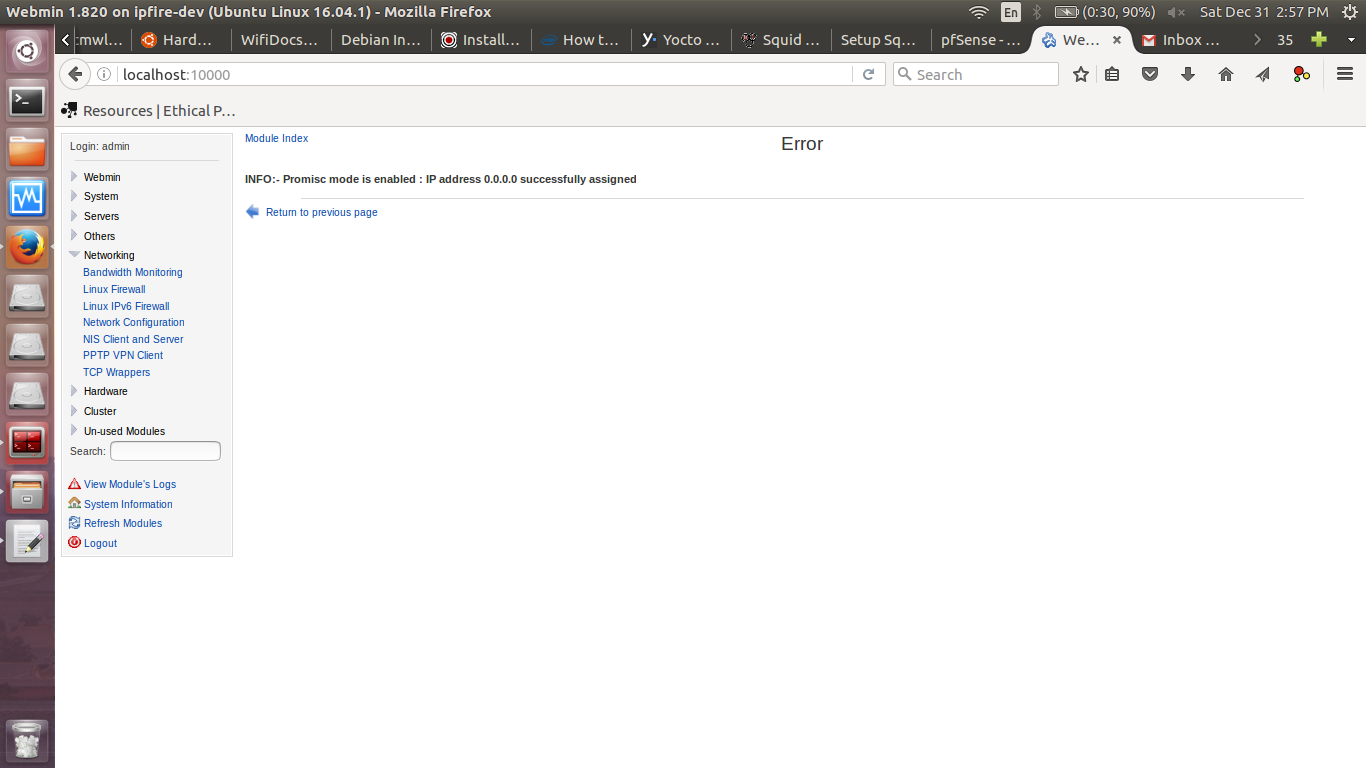 Webmin 1.820 on ipfire-dev (Ubuntu Linux 16.04.1) - Mozilla Firefox
En
(0:30, 90%)
Sat Dec 31 2:57 PM
:mwl...
Hard...
WifiDocs...
Debian In...
Install...
How t...
Yocto ...
Squid ...
Setup Sq...
pfSense - ...
We...
Inbox ...
35
localhost:10000
Search
Resources | Ethical P...
Login: admin
Webmin
System
Servers
Others
Networking
Bandwidth Monitoring
Linux Firewall
Linux IPv6 Firewall
Network Configuration
NIS Client and Server
PPTP VPN Client
TCP Wrappers
Hardware
Cluster
Un-used Modules
Search:
View Module's Logs
System Information
Refresh Modules
Logout
Module Index
Error
INFO:- Promisc mode is enabled : IP address 0.0.0.0 successfully assigned
Return to previous page